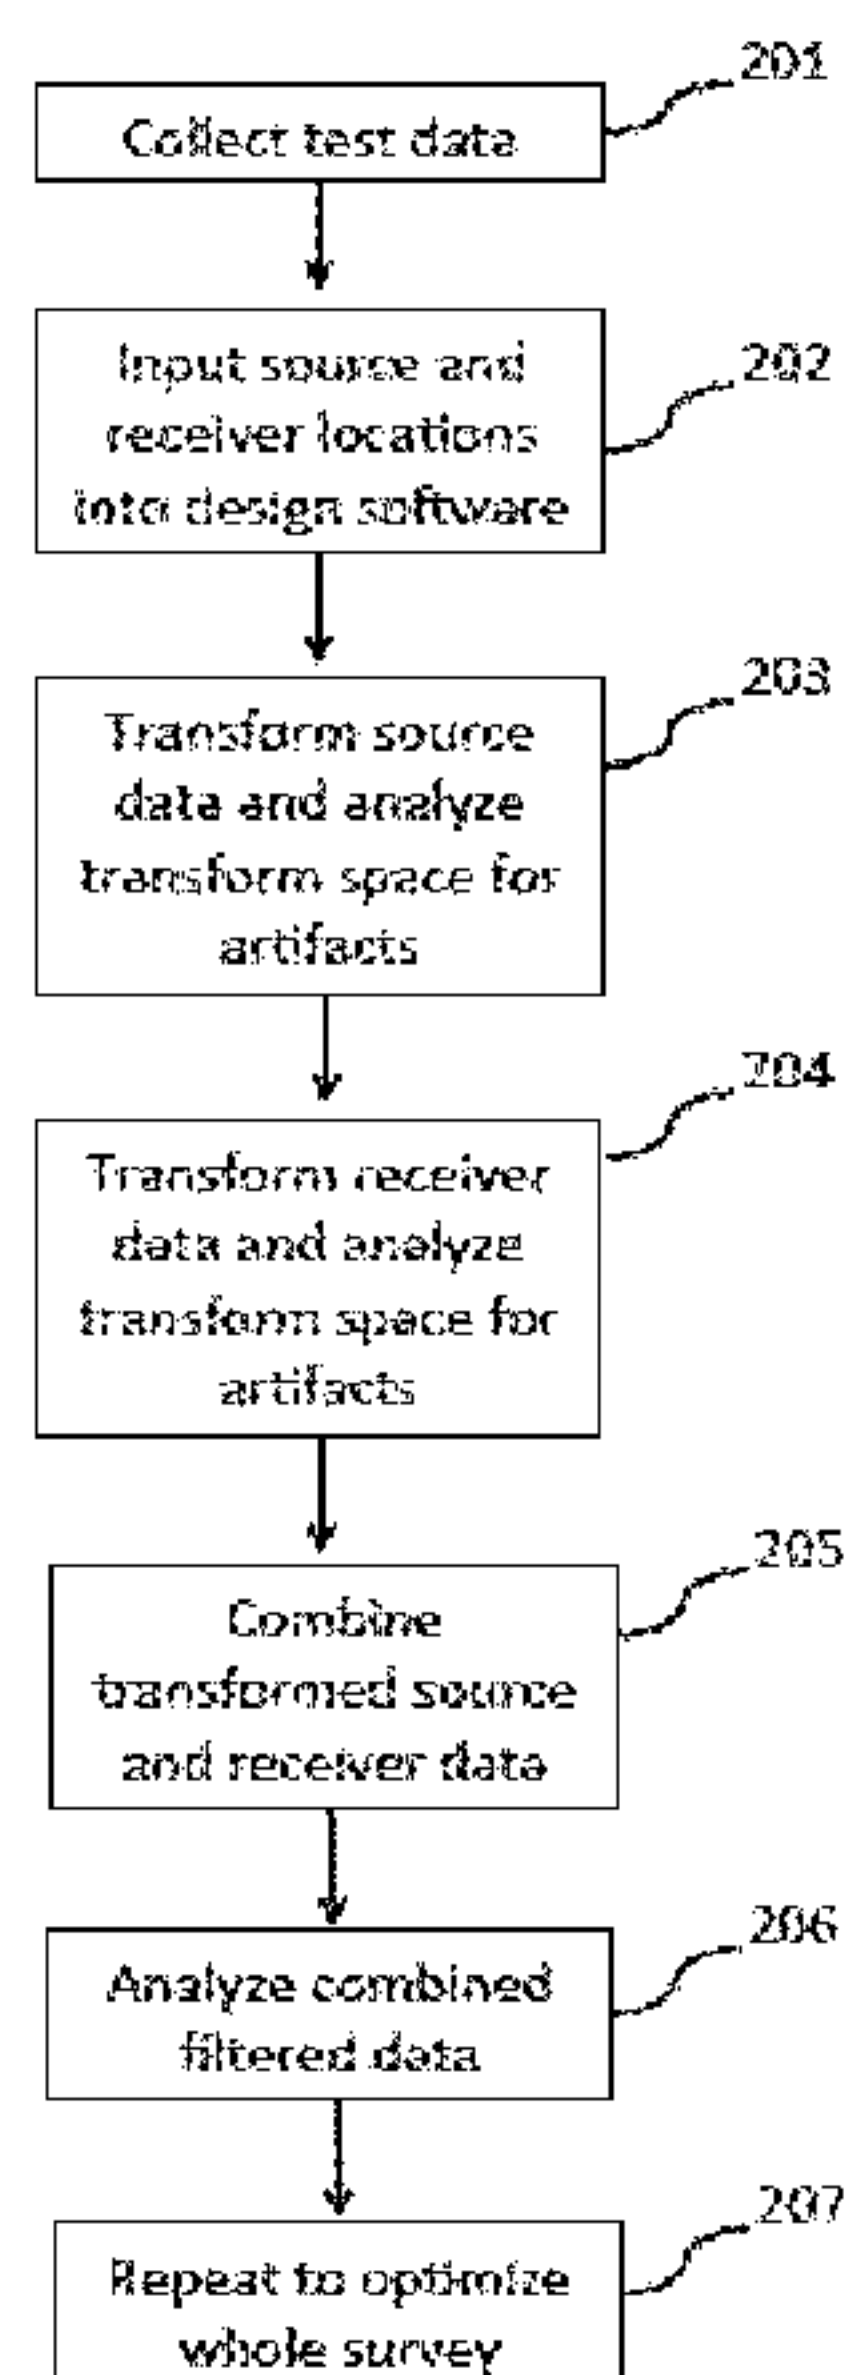 201
Collect test data
202
Input source and
receiver locations
into design software
203
Transform source
data and analyze
transform space for
artifacts
204
Transform receiver
data and analyze
transform space for
artifacts
205
Combine
transformed source
and receiver data
206
Analyze combined
filtered data
207
Repeat to optimize
whole survey